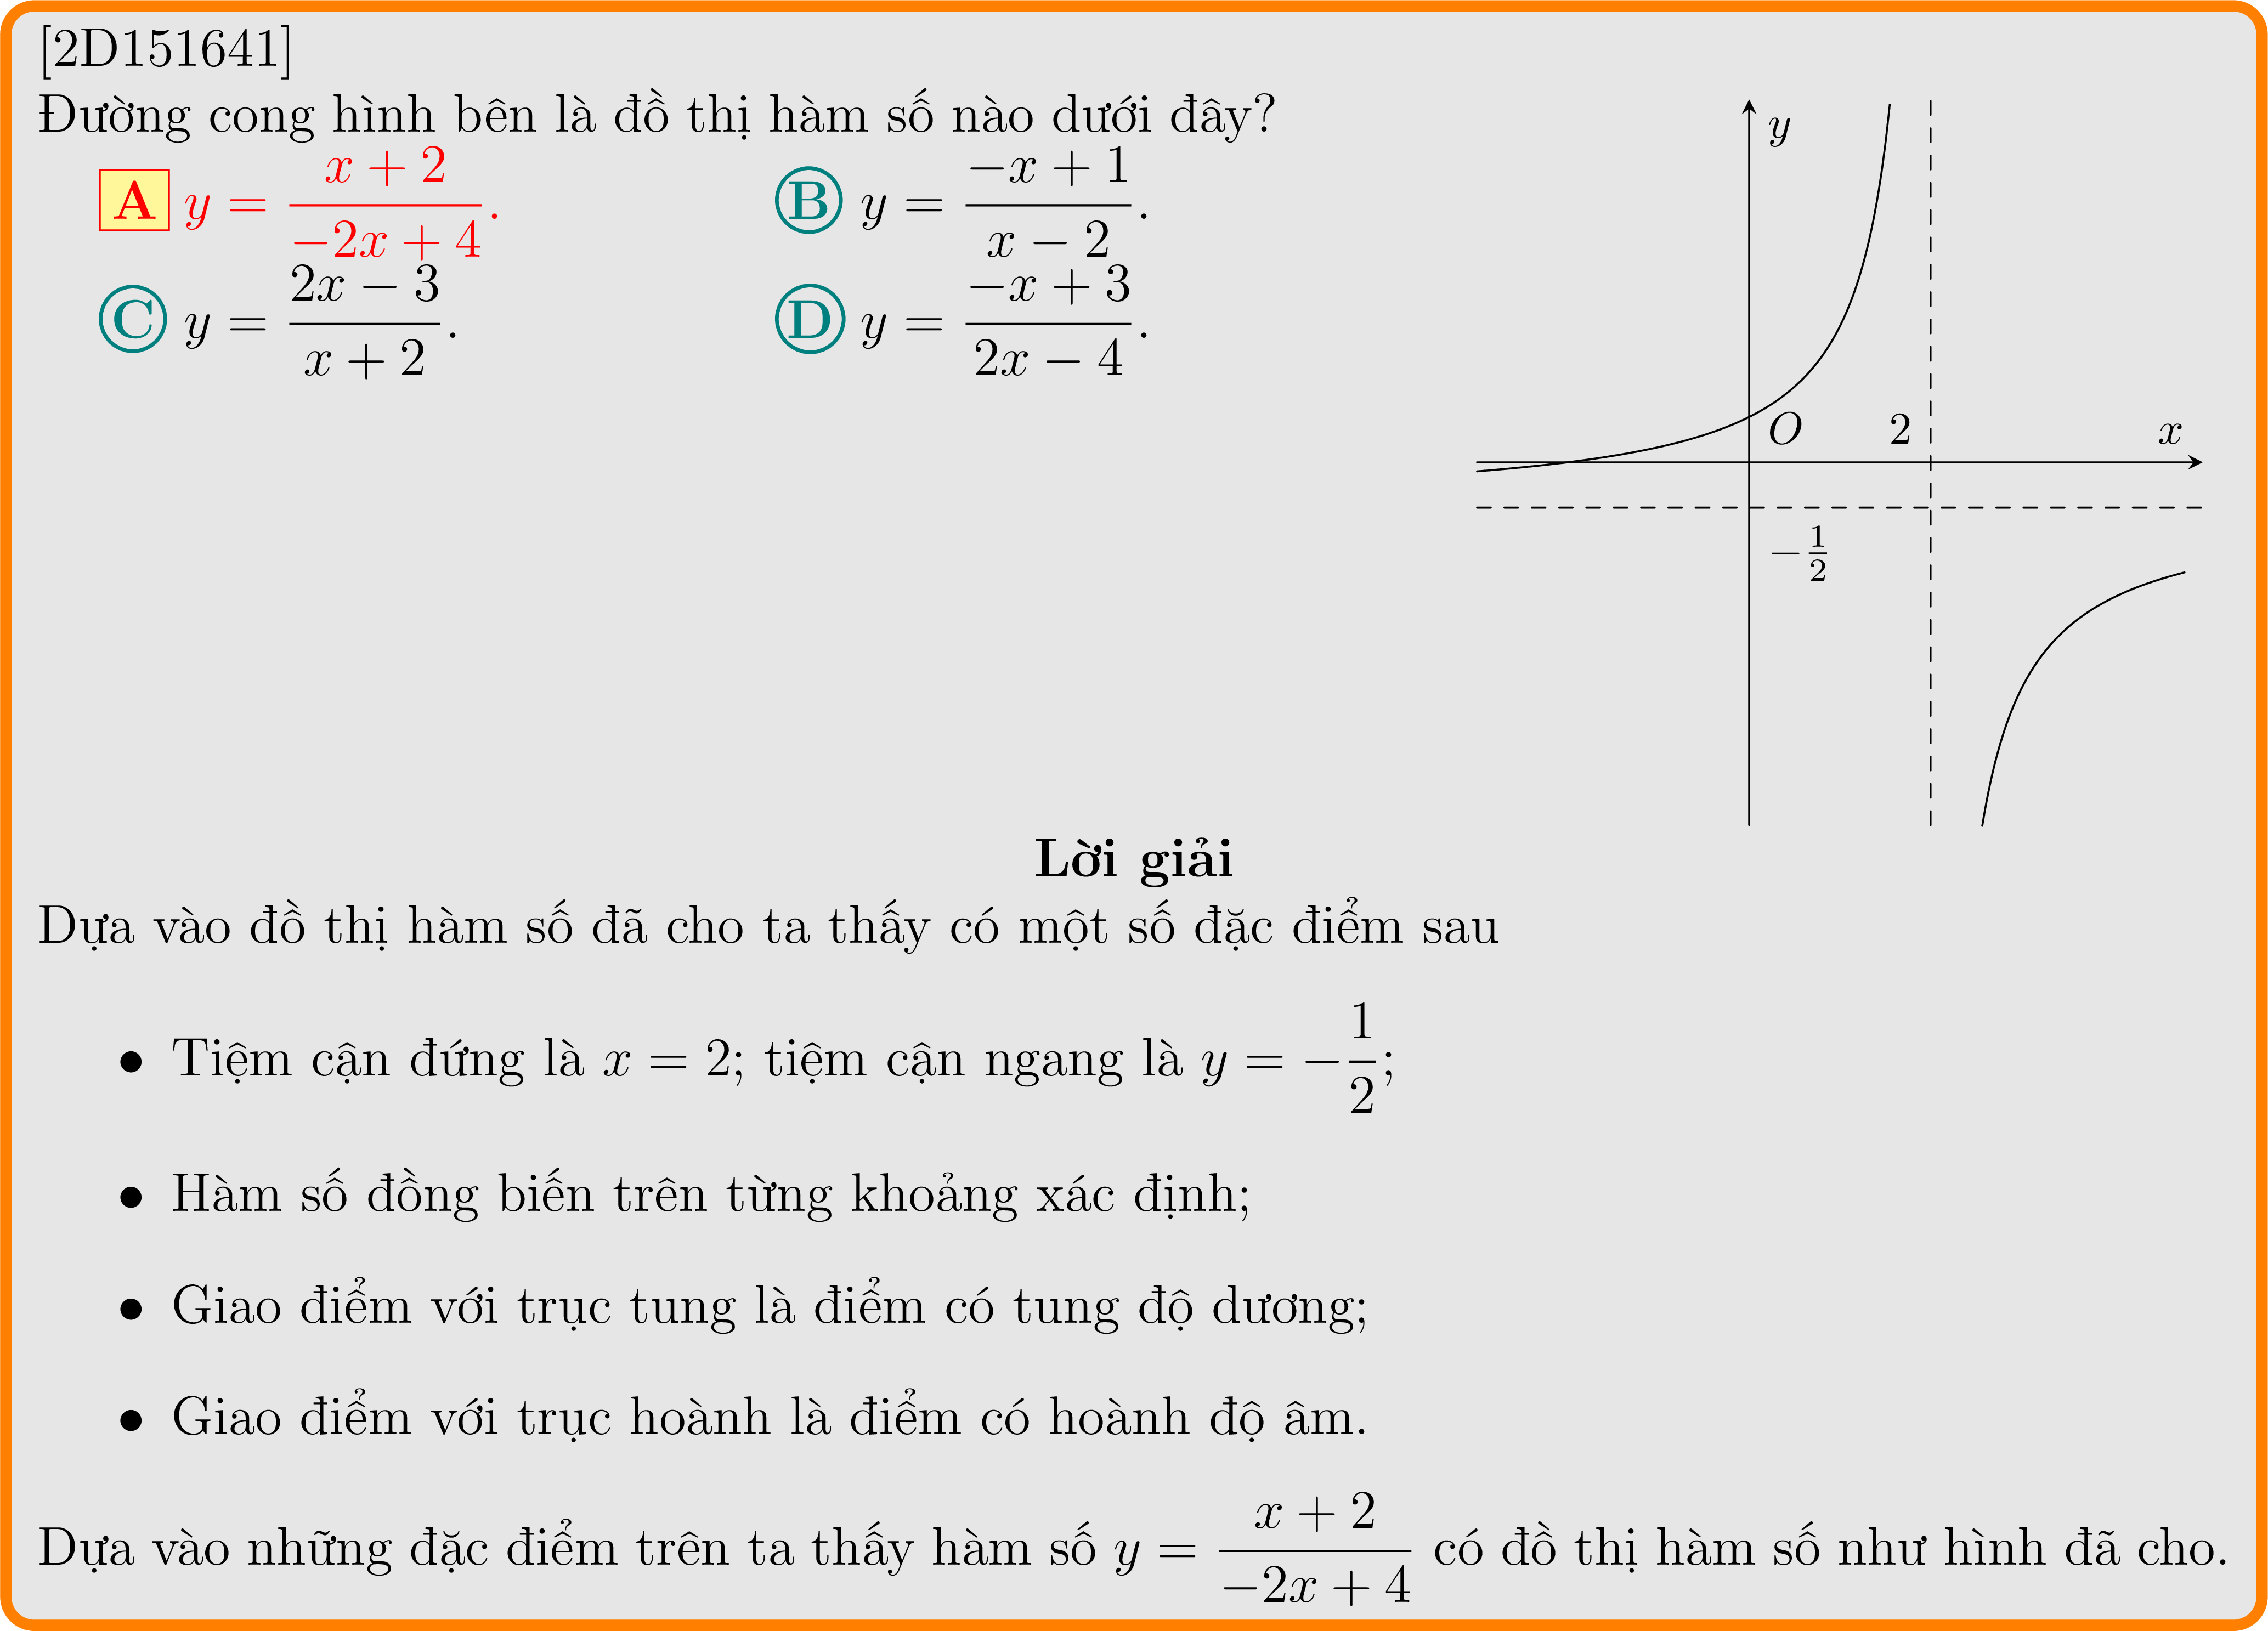 [2D151641]
Đường cong hình bên là đồ thị hàm số nào dưới đây?
A y = \frac{x + 2}{-2x + 4}. B y = \frac{-x + 1}{x - 2}.
C y = \frac{2x - 3}{x + 2}. D y = \frac{-x + 3}{2x - 4}.
y
O 2 x
-\frac{1}{2}
Lời giải
Dựa vào đồ thị hàm số đã cho ta thấy có một số đặc điểm sau
• Tiệm cận đứng là x = 2; tiệm cận ngang là y = -\frac{1}{2};
• Hàm số đồng biến trên từng khoảng xác định;
• Giao điểm với trục tung là điểm có tung độ dương;
• Giao điểm với trục hoành là điểm có hoành độ âm.
Dựa vào những đặc điểm trên ta thấy hàm số y = \frac{x + 2}{-2x + 4} có đồ thị hàm số như hình đã cho.